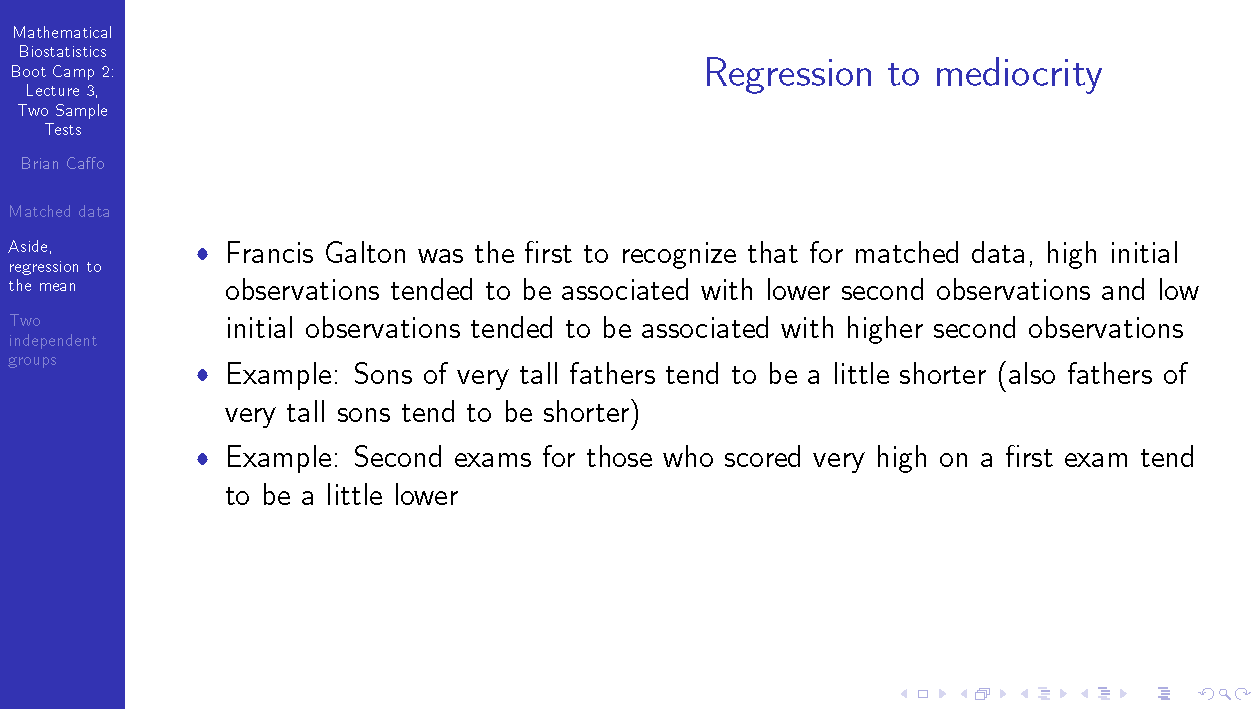 Mathematical
Biostatistics
Boot Camp 2:
Lecture 3,
Two Sample
Tests
Brian Caffo
Matched data
Aside,
regression to
the mean
Two
independent
groups
Regression to mediocrity
• Francis Galton was the first to recognize that for matched data, high initial
observations tended to be associated with lower second observations and low
initial observations tended to be associated with higher second observations
• Example: Sons of very tall fathers tend to be a little shorter (also fathers of
very tall sons tend to be shorter)
• Example: Second exams for those who scored very high on a first exam tend
to be a little lower